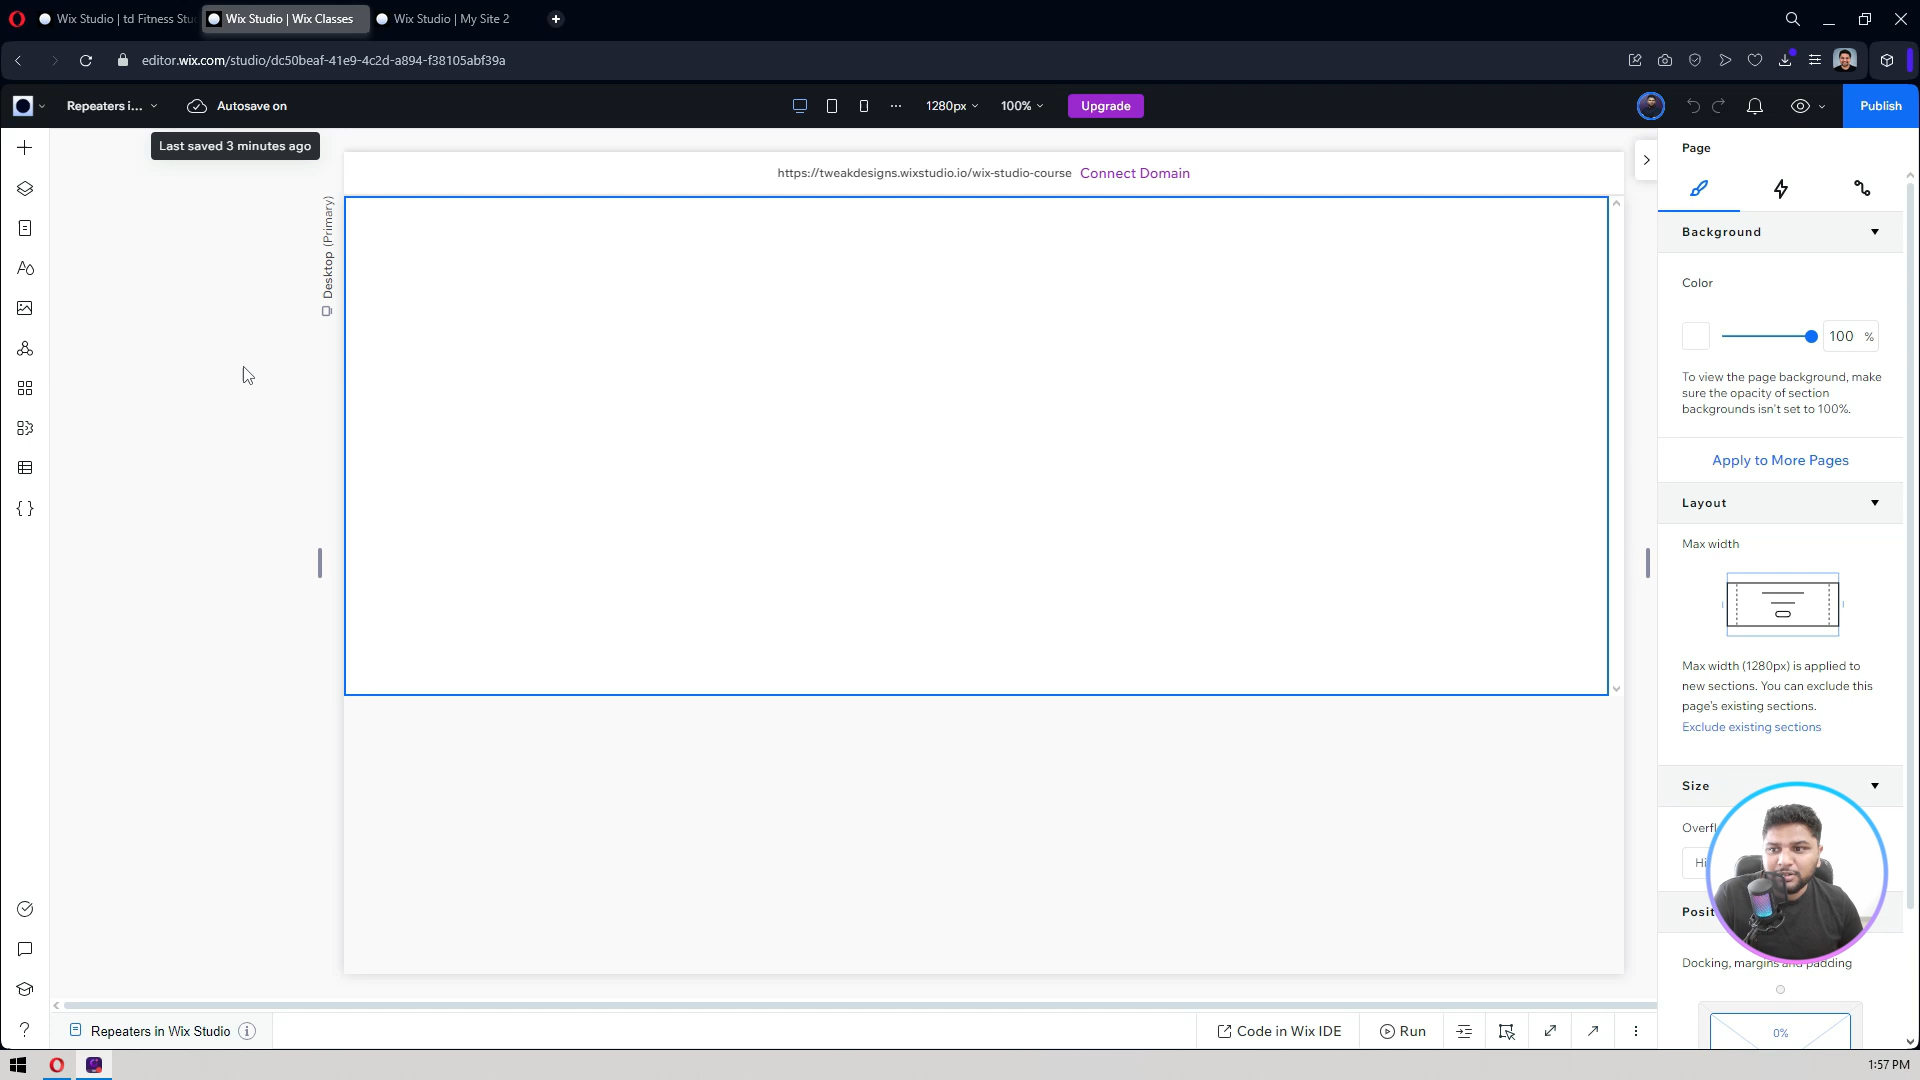 Wix Studio | td Fitness Stu
Wix Studio | Wix Classes
Wix Studio | My Site 2
editor.wix.com/studio/dc50beaf-41e9-4c2d-a894-f38105abf39a
Repeaters i...
Autosave on
1280px
100%
Upgrade
Publish
Last saved 3 minutes ago
https://tweakdesigns.wixstudio.io/wix-studio-course Connect Domain
Desktop (Primary)
Page
Background
Color
100 %
To view the page background, make
sure the opacity of section
backgrounds isn't set to 100%.
Apply to More Pages
Layout
Max width
Max width (1280px) is applied to
new sections. You can exclude this
page's existing sections.
Exclude existing sections
Size
Overfl
Hi
Posit
Docking, margins and padding
0%
Repeaters in Wix Studio
Code in Wix IDE
Run
1:57 PM